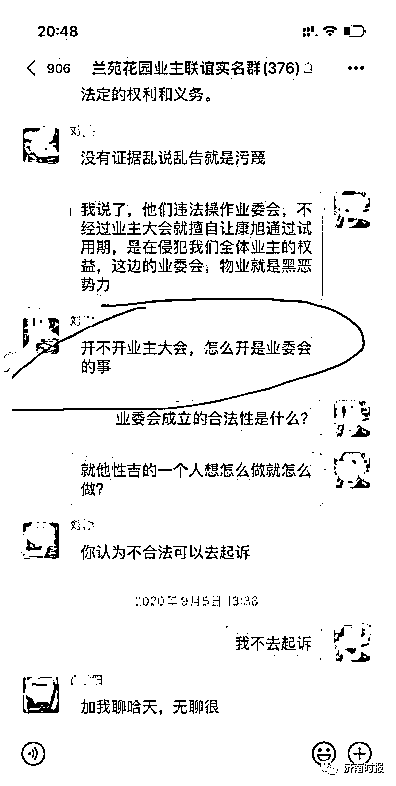 20:48
906
兰苑花园业主联谊实名群(376)
法定的权利和义务。
没有证据乱说乱告就是污蔑
我说了，他们违法操作业委会，不
经过业主大会就擅自让康旭通过试
用期，是在侵犯我们全体业主的权
益，这边的业委会，物业就是黑恶
势力
开不开业主大会，怎么开是业委会
的事
业委会成立的合法性是什么？
就他性吉的一个人想怎么做就怎么
做？
你认为不合法可以去起诉
2020年9月5日 13:36
我不去起诉
加我聊哈天，无聊很
济南时报